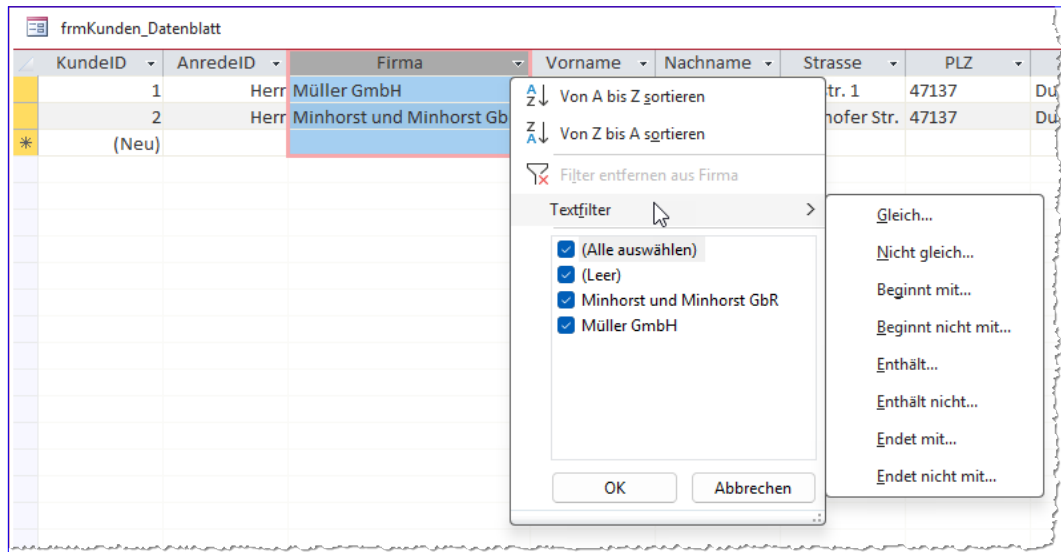 frmKunden_Datenblatt
KundeID AnredeID Firma Vorname Nachname Strasse PLZ
1 Herr Müller GmbH tr. 1 47137 Du
2 Herr Minhorst und Minhorst Gb hofer Str. 47137 Du
(Neu)
Von A bis Z sortieren
Von Z bis A sortieren
Filter entfernen aus Firma
Textfilter
(Alle auswählen)
(Leer)
Minhorst und Minhorst GbR
Müller GmbH
OK Abbrechen
Gleich...
Nicht gleich...
Beginnt mit...
Beginnt nicht mit...
Enthält...
Enthält nicht...
Endet mit...
Endet nicht mit...